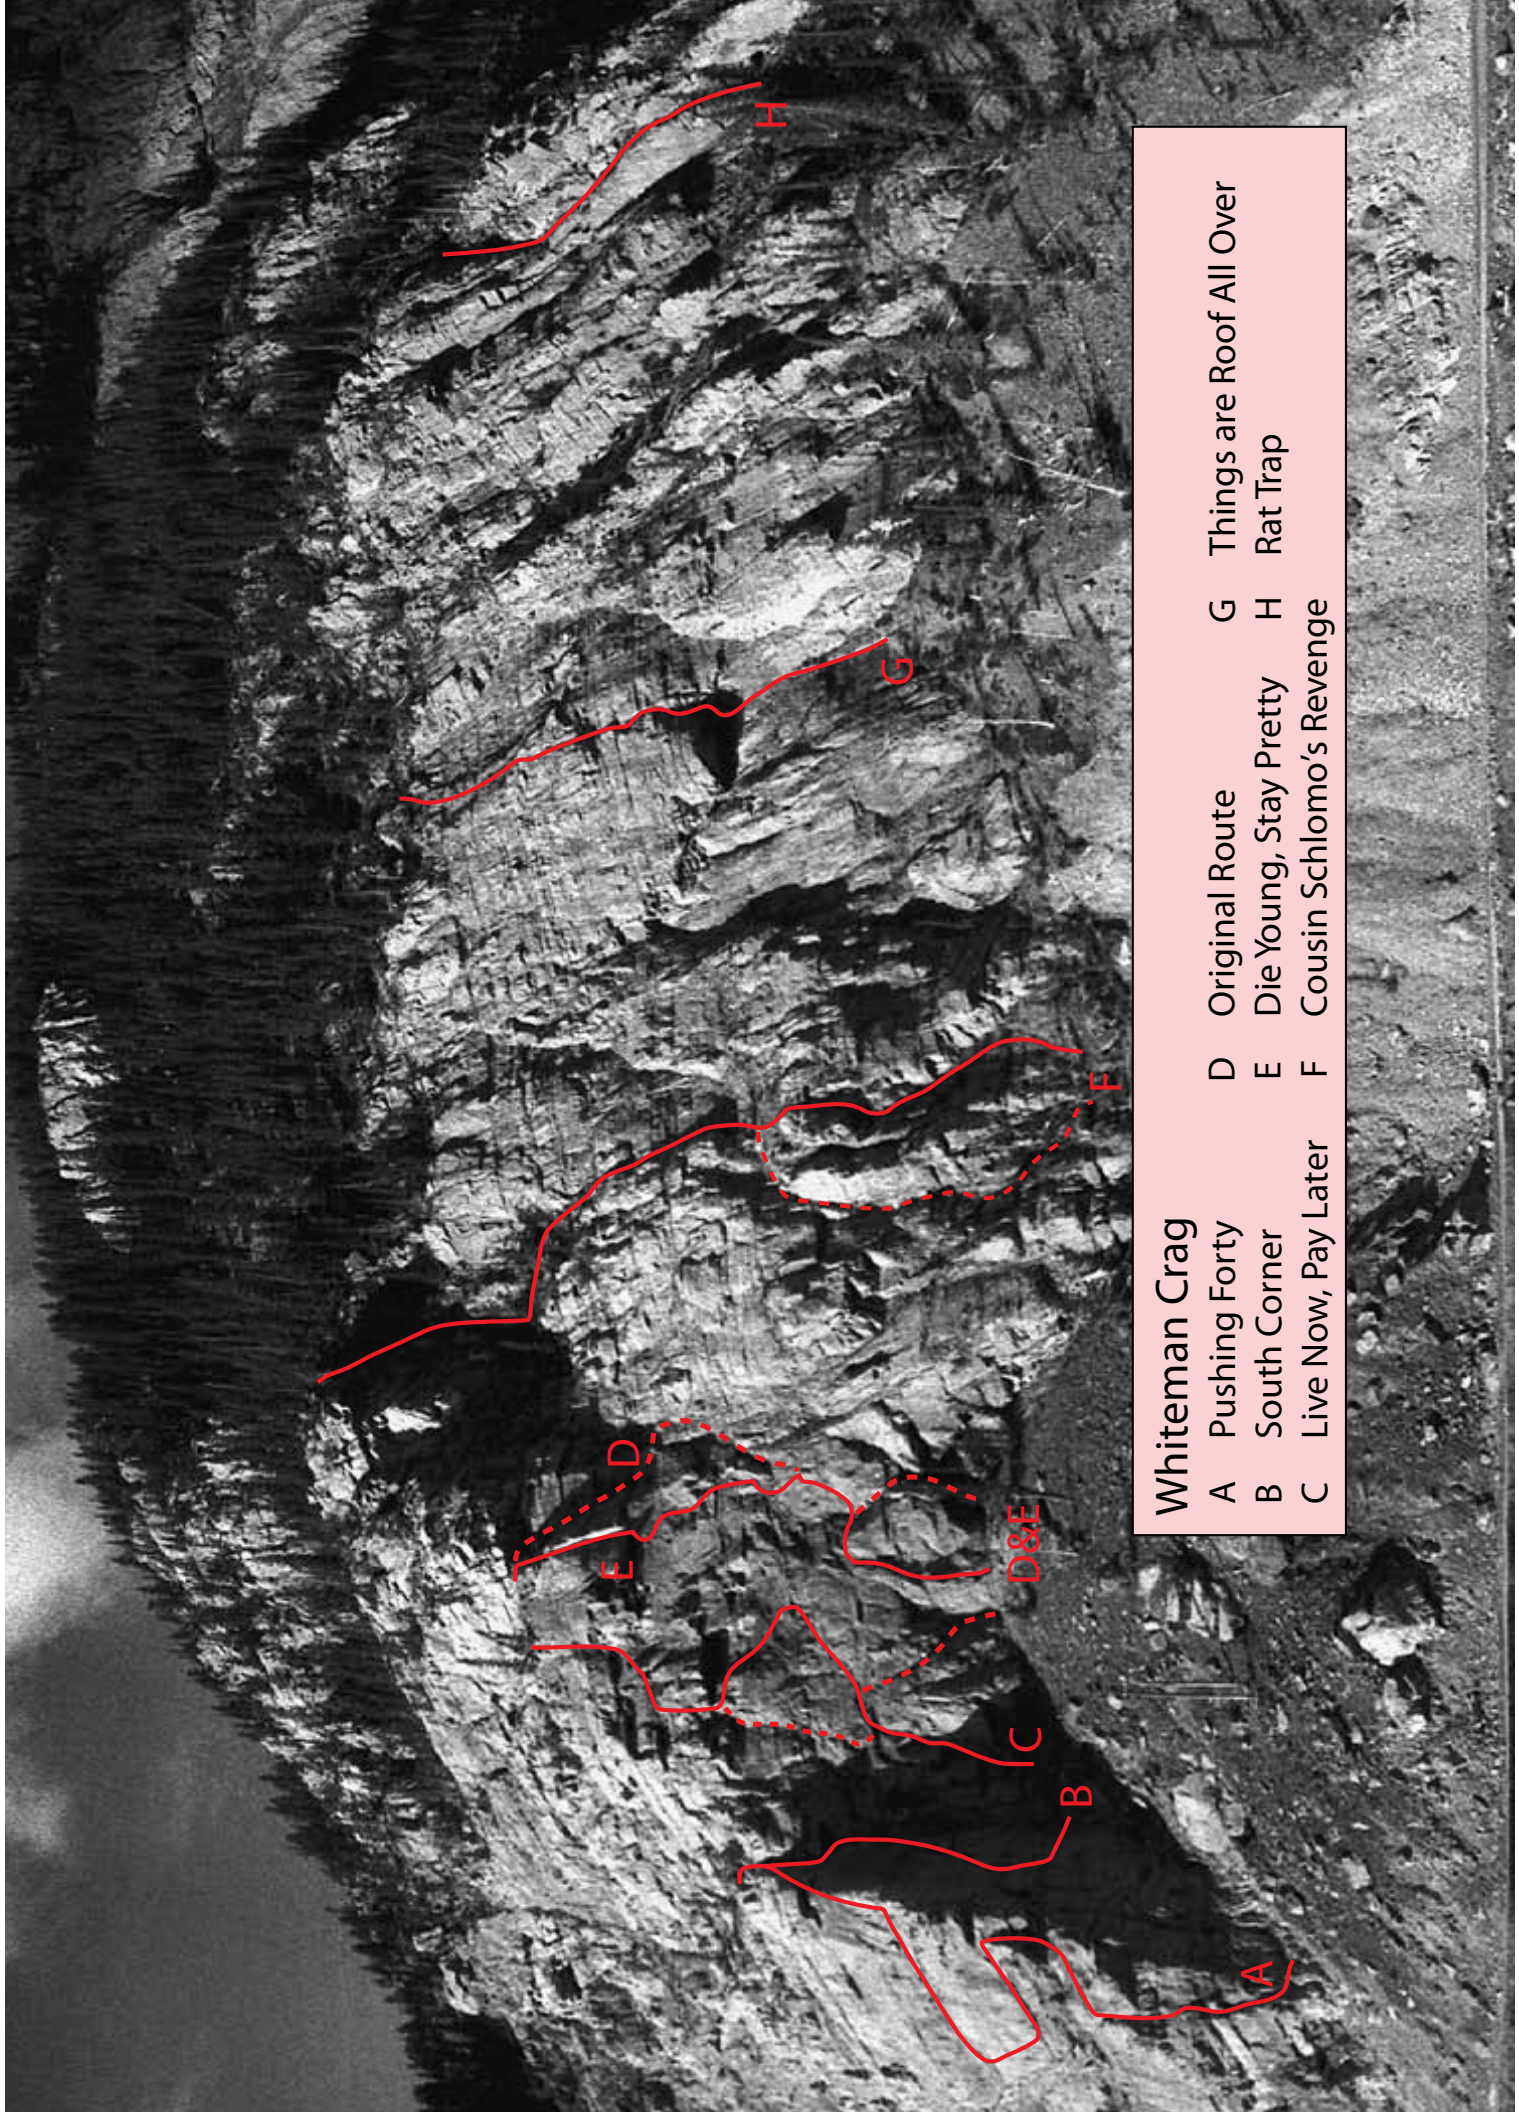 Whiteman Crag
A Pushing Forty D Original Route G Things are Roof All Over
B South Corner E Die Young, Stay Pretty H Rat Trap
C Live Now, Pay Later F Cousin Schlomo's Revenge
A
B
C
D
E
D&E
F
G
H